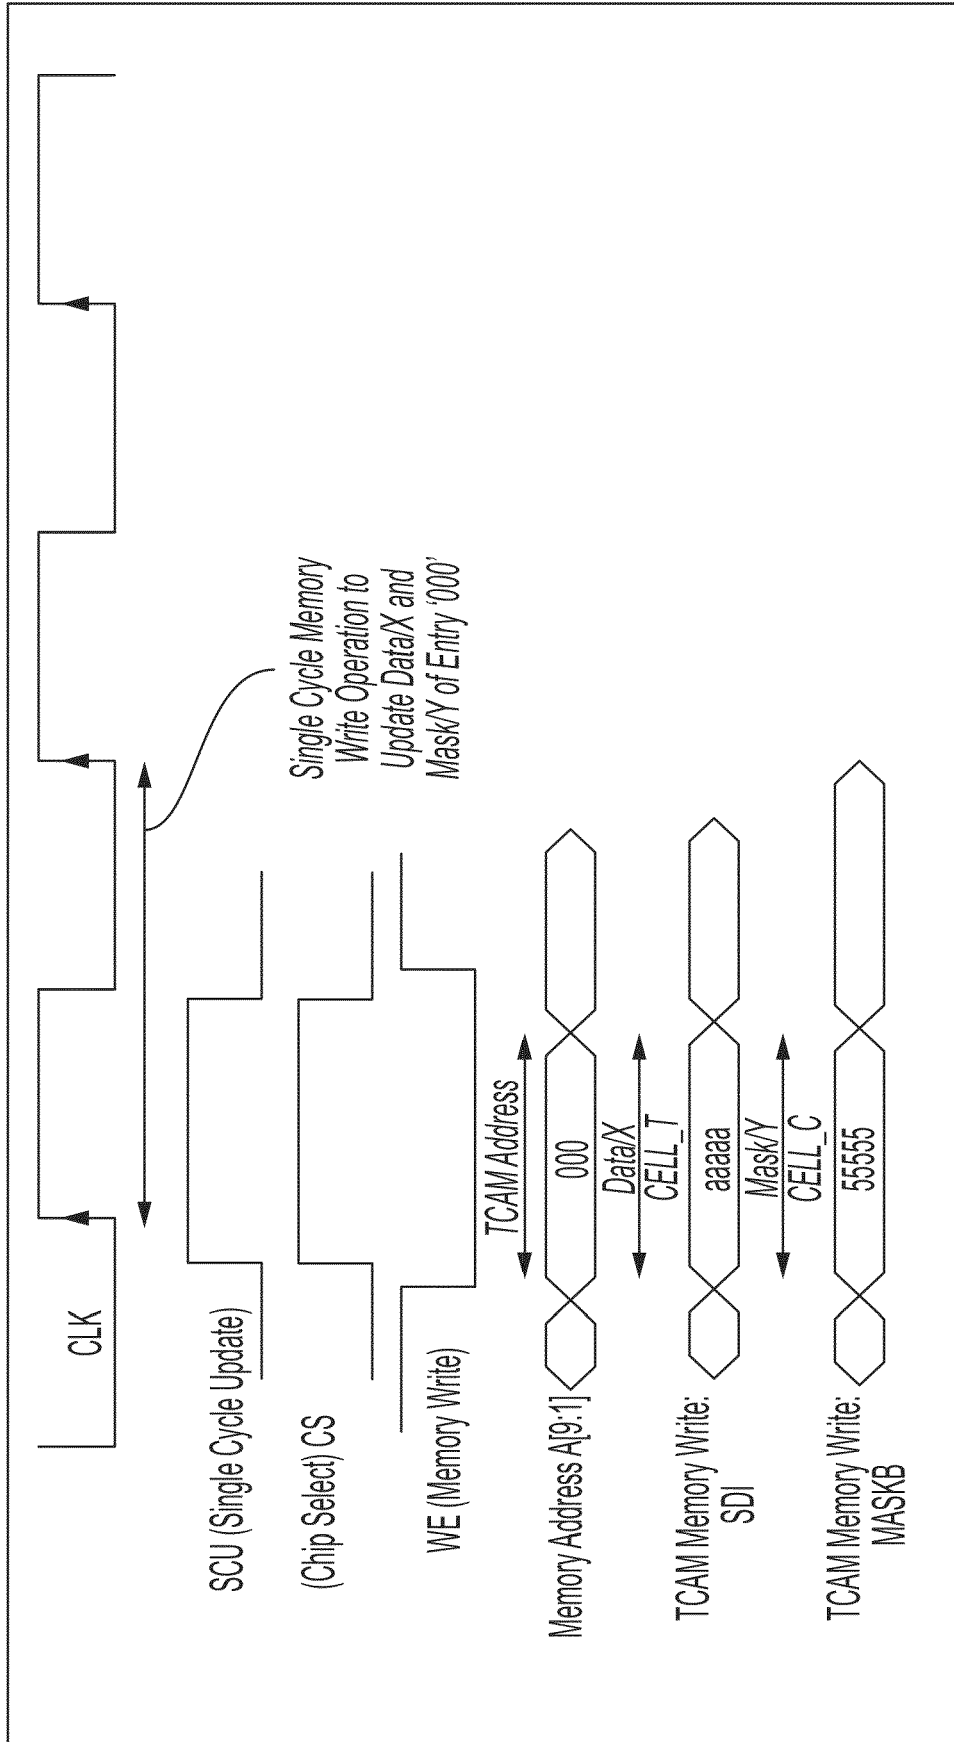 CLK
Single Cycle Memory
Write Operation to
Update Data/X and
Mask/Y of Entry ‘000’
SCU (Single Cycle Update)
(Chip Select) CS
WE (Memory Write)
TCAM Address
Memory Address A[9:1]
000
Data/X
CELL_T
TCAM Memory Write:
SDI
aaaaa
Mask/Y
CELL_C
TCAM Memory Write:
MASKB
55555